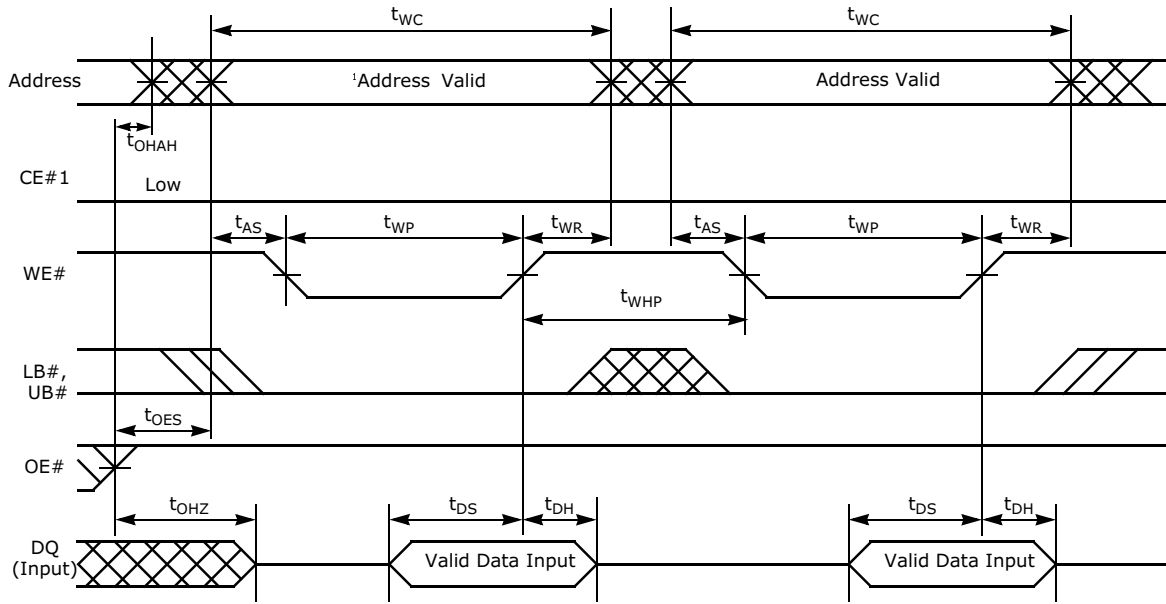 tWC tWC
Address ¹Address Valid Address Valid
tOHAH
CE#1 Low
tAS tWP tWR tAS tWP tWR
WE#
tWHP
LB#,
UB#
tOES
OE#
tOHZ tDS tDH tDS tDH
DQ
(Input) Valid Data Input Valid Data Input